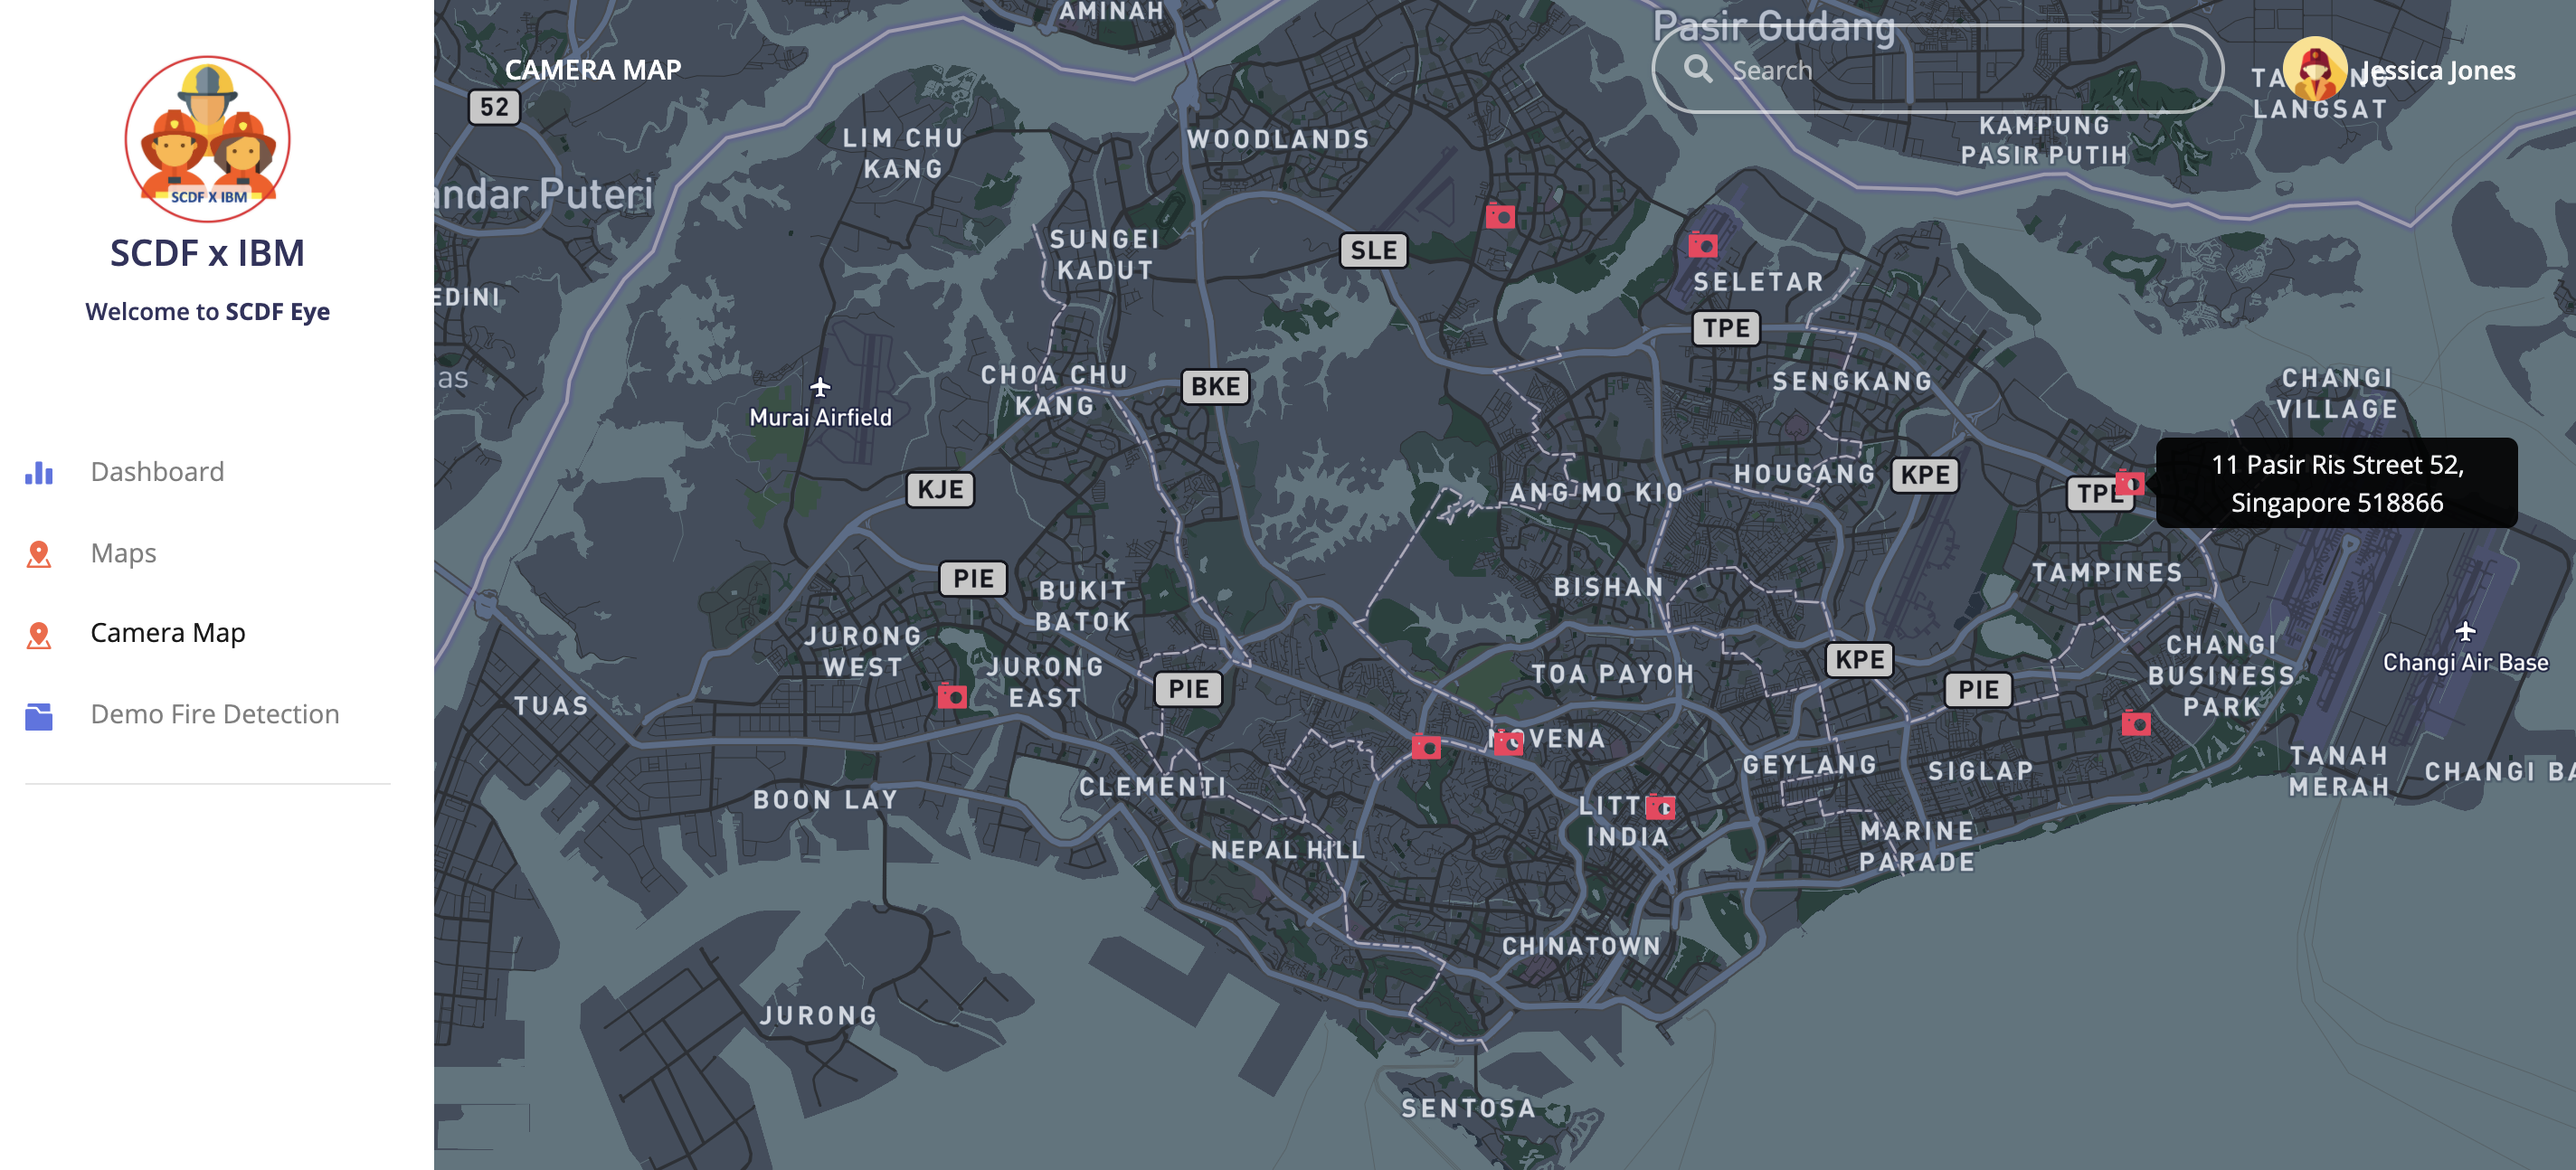 SCDF X IBM
SCDF x IBM
Welcome to SCDF Eye
Dashboard
Maps
Camera Map
Demo Fire Detection
CAMERA MAP
Search
Jessica Jones
AMINAH
Pasir Gudang
52
LIM CHU
KANG
WOODLANDS
LANGSAT
KAMPUNG
PASIR PUTIH
andar Puteri
SUNGEI
KADUT
SLE
SELETAR
EDINI
TPE
as
CHOA CHU
KANG
BKE
SENGKANG
CHANGI
VILLAGE
Murai Airfield
KJE
ANG MO KIO
HOUGANG
KPE
TPE
11 Pasir Ris Street 52,
Singapore 518866
PIE
BUKIT
BATOK
BISHAN
TAMPINES
JURONG
WEST
JURONG
EAST
PIE
TOA PAYOH
KPE
PIE
CHANGI
BUSINESS
PARK
Changi Air Base
TUAS
NOVENA
GEYLANG
SIGLAP
TANAH
MERAH
CHANGI BA
BOON LAY
CLEMENTI
LITT
INDIA
NEPAL HILL
MARINE
PARADE
CHINATOWN
JURONG
SENTOSA